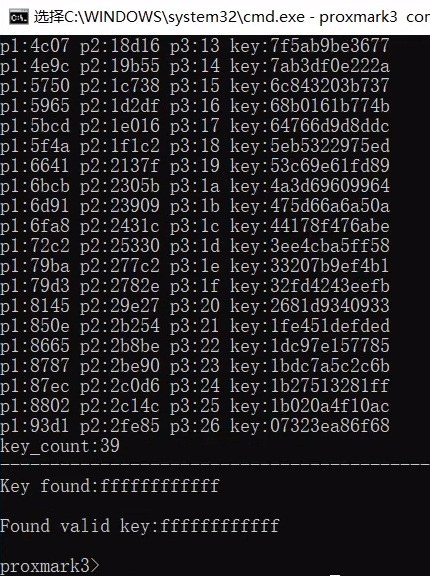 选择C:\WINDOWS\system32\cmd.exe - proxmark3 con
p1:4c07 p2:18d16 p3:13 key:7f5ab9be3677
p1:4e9c p2:19b55 p3:14 key:7ab3df0e222a
p1:5750 p2:1c738 p3:15 key:6c843203b737
p1:5965 p2:1d2df p3:16 key:68b0161b774b
p1:5bcd p2:1e016 p3:17 key:64766d9d8ddc
p1:5f4a p2:1f1c2 p3:18 key:5eb5322975ed
p1:6641 p2:2137f p3:19 key:53c69e61fd89
p1:6bcb p2:2305b p3:1a key:4a3d69609964
p1:6d91 p2:23909 p3:1b key:475d66a6a50a
p1:6fa8 p2:2431c p3:1c key:44178f476abe
p1:72c2 p2:25330 p3:1d key:3ee4cba5ff58
p1:79ba p2:277c2 p3:1e key:33207b9ef4b1
p1:79d3 p2:2782e p3:1f key:32fd4243eefb
p1:8145 p2:29e27 p3:20 key:2681d9340933
p1:850e p2:2b254 p3:21 key:1fe451defded
p1:8665 p2:2b8be p3:22 key:1dc97e157785
p1:8787 p2:2be90 p3:23 key:1bdc7a5c2c6b
p1:87ec p2:2c0d6 p3:24 key:1b27513281ff
p1:8802 p2:2c14c p3:25 key:1b020a4f10ac
p1:93d1 p2:2fe85 p3:26 key:07323ea86f68
key_count:39
--------------------------------------------------
Key found:ffffffffffff
Found valid key:ffffffffffff
proxmark3>